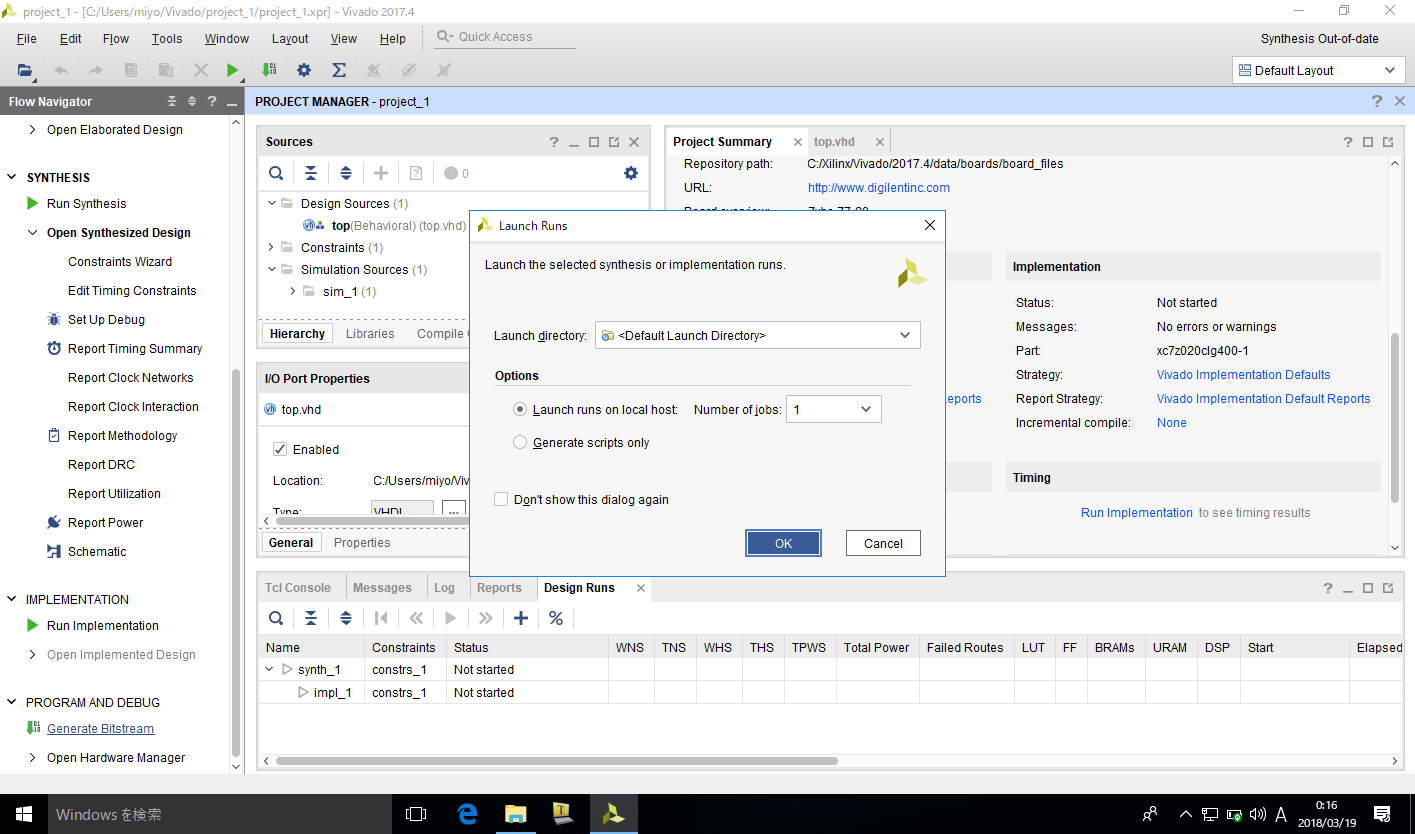 project_1 - [C:/Users/miyo/Vivado/project_1/project_1.xpr] - Vivado 2017.4
File Edit Flow Tools Window Layout View Help Quick Access Synthesis Out-of-date
Default Layout
Flow Navigator
PROJECT MANAGER - project_1
Open Elaborated Design
SYNTHESIS
Run Synthesis
Open Synthesized Design
Constraints Wizard
Edit Timing Constraints
Set Up Debug
Report Timing Summary
Report Clock Networks
Report Clock Interaction
Report Methodology
Report DRC
Report Utilization
Report Power
Schematic
IMPLEMENTATION
Run Implementation
Open Implemented Design
PROGRAM AND DEBUG
Generate Bitstream
Open Hardware Manager
Sources
0
Design Sources (1)
top(Behavioral) (top.vhd)
Constraints (1)
Simulation Sources (1)
sim_1 (1)
Hierarchy Libraries Compile
I/O Port Properties
top.vhd
Enabled
Location: C:/Users/miyo/Viv
Type: VHDL ...
General Properties
Project Summary top.vhd
Repository path: C:/Xilinx/Vivado/2017.4/data/boards/board_files
URL: http://www.digilentinc.com
Implementation
Status: Not started
Messages: No errors or warnings
Part: xc7z020clg400-1
Strategy: Vivado Implementation Defaults
eports
Report Strategy: Vivado Implementation Default Reports
Incremental compile: None
Timing
Run Implementation to see timing results
Launch Runs
Launch the selected synthesis or implementation runs.
Launch directory: <Default Launch Directory>
Options
Launch runs on local host: Number of jobs: 1
Generate scripts only
Don't show this dialog again
OK Cancel
Tcl Console Messages Log Reports Design Runs
Name Constraints Status WNS TNS WHS THS TPWS Total Power Failed Routes LUT FF BRAMs URAM DSP Start Elapsed
synth_1 constrs_1 Not started
impl_1 constrs_1 Not started
Windows を検索
A
0:16
2018/03/19